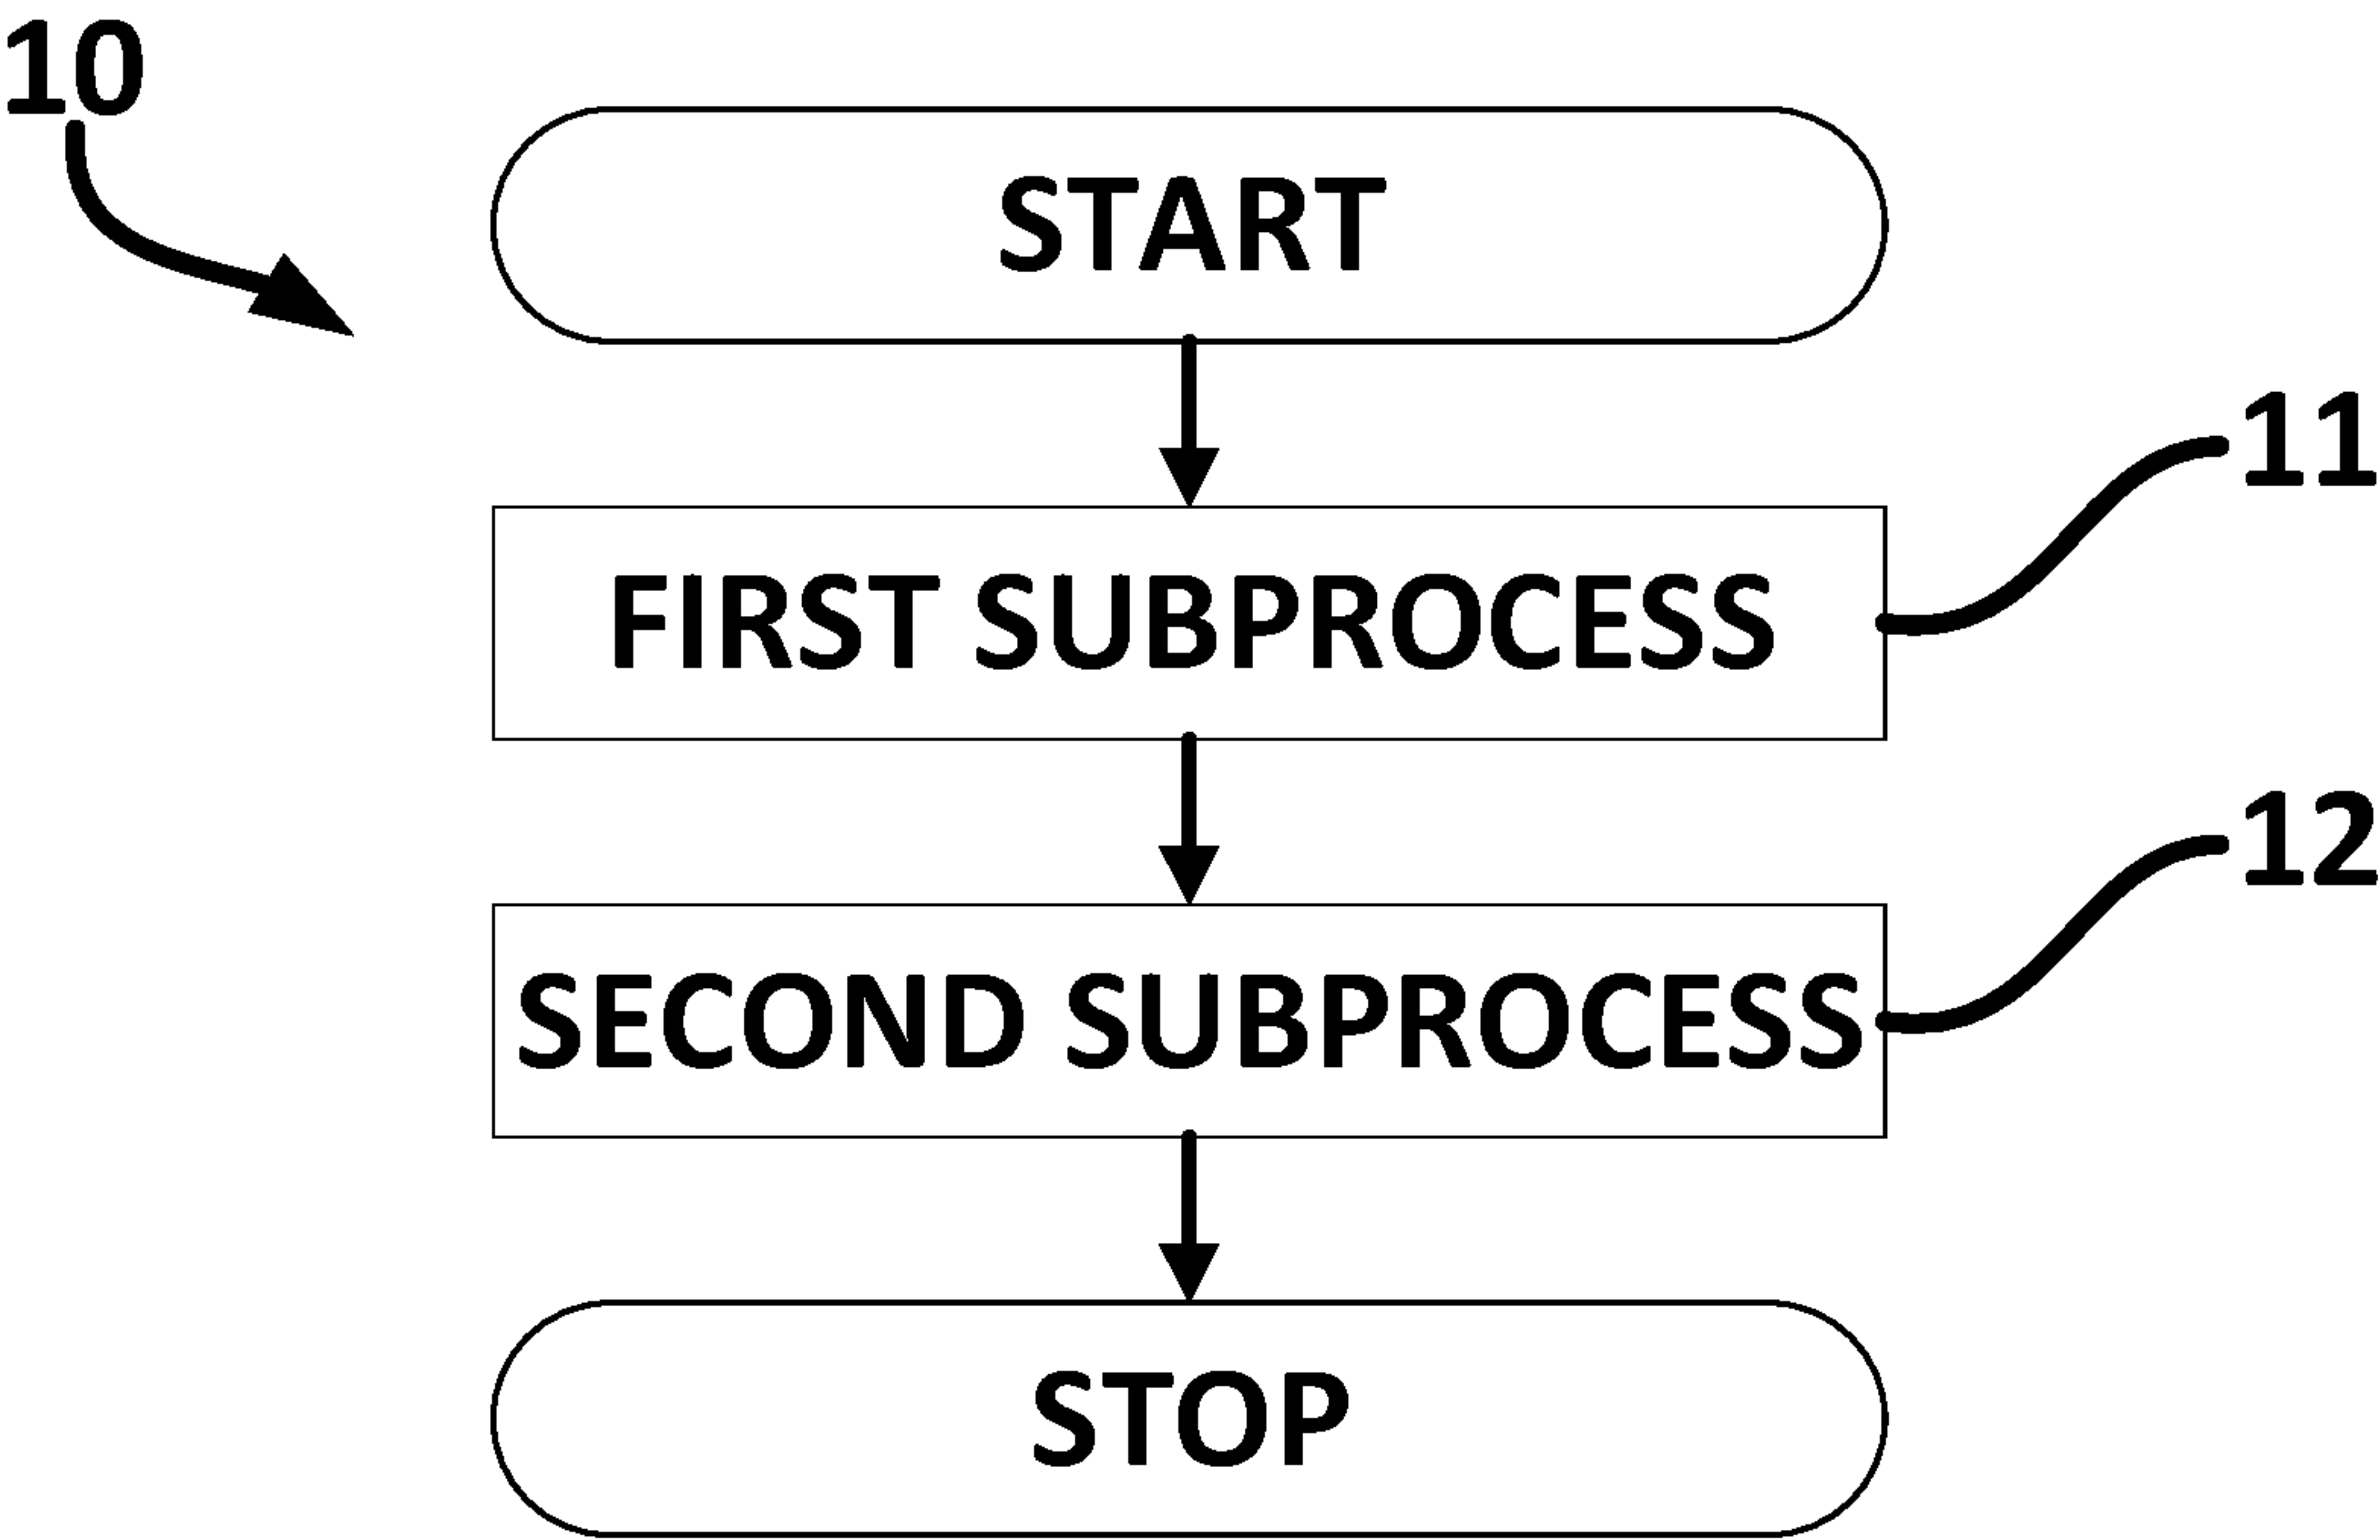 10
START
11
FIRST SUBPROCESS
12
SECOND SUBPROCESS
STOP